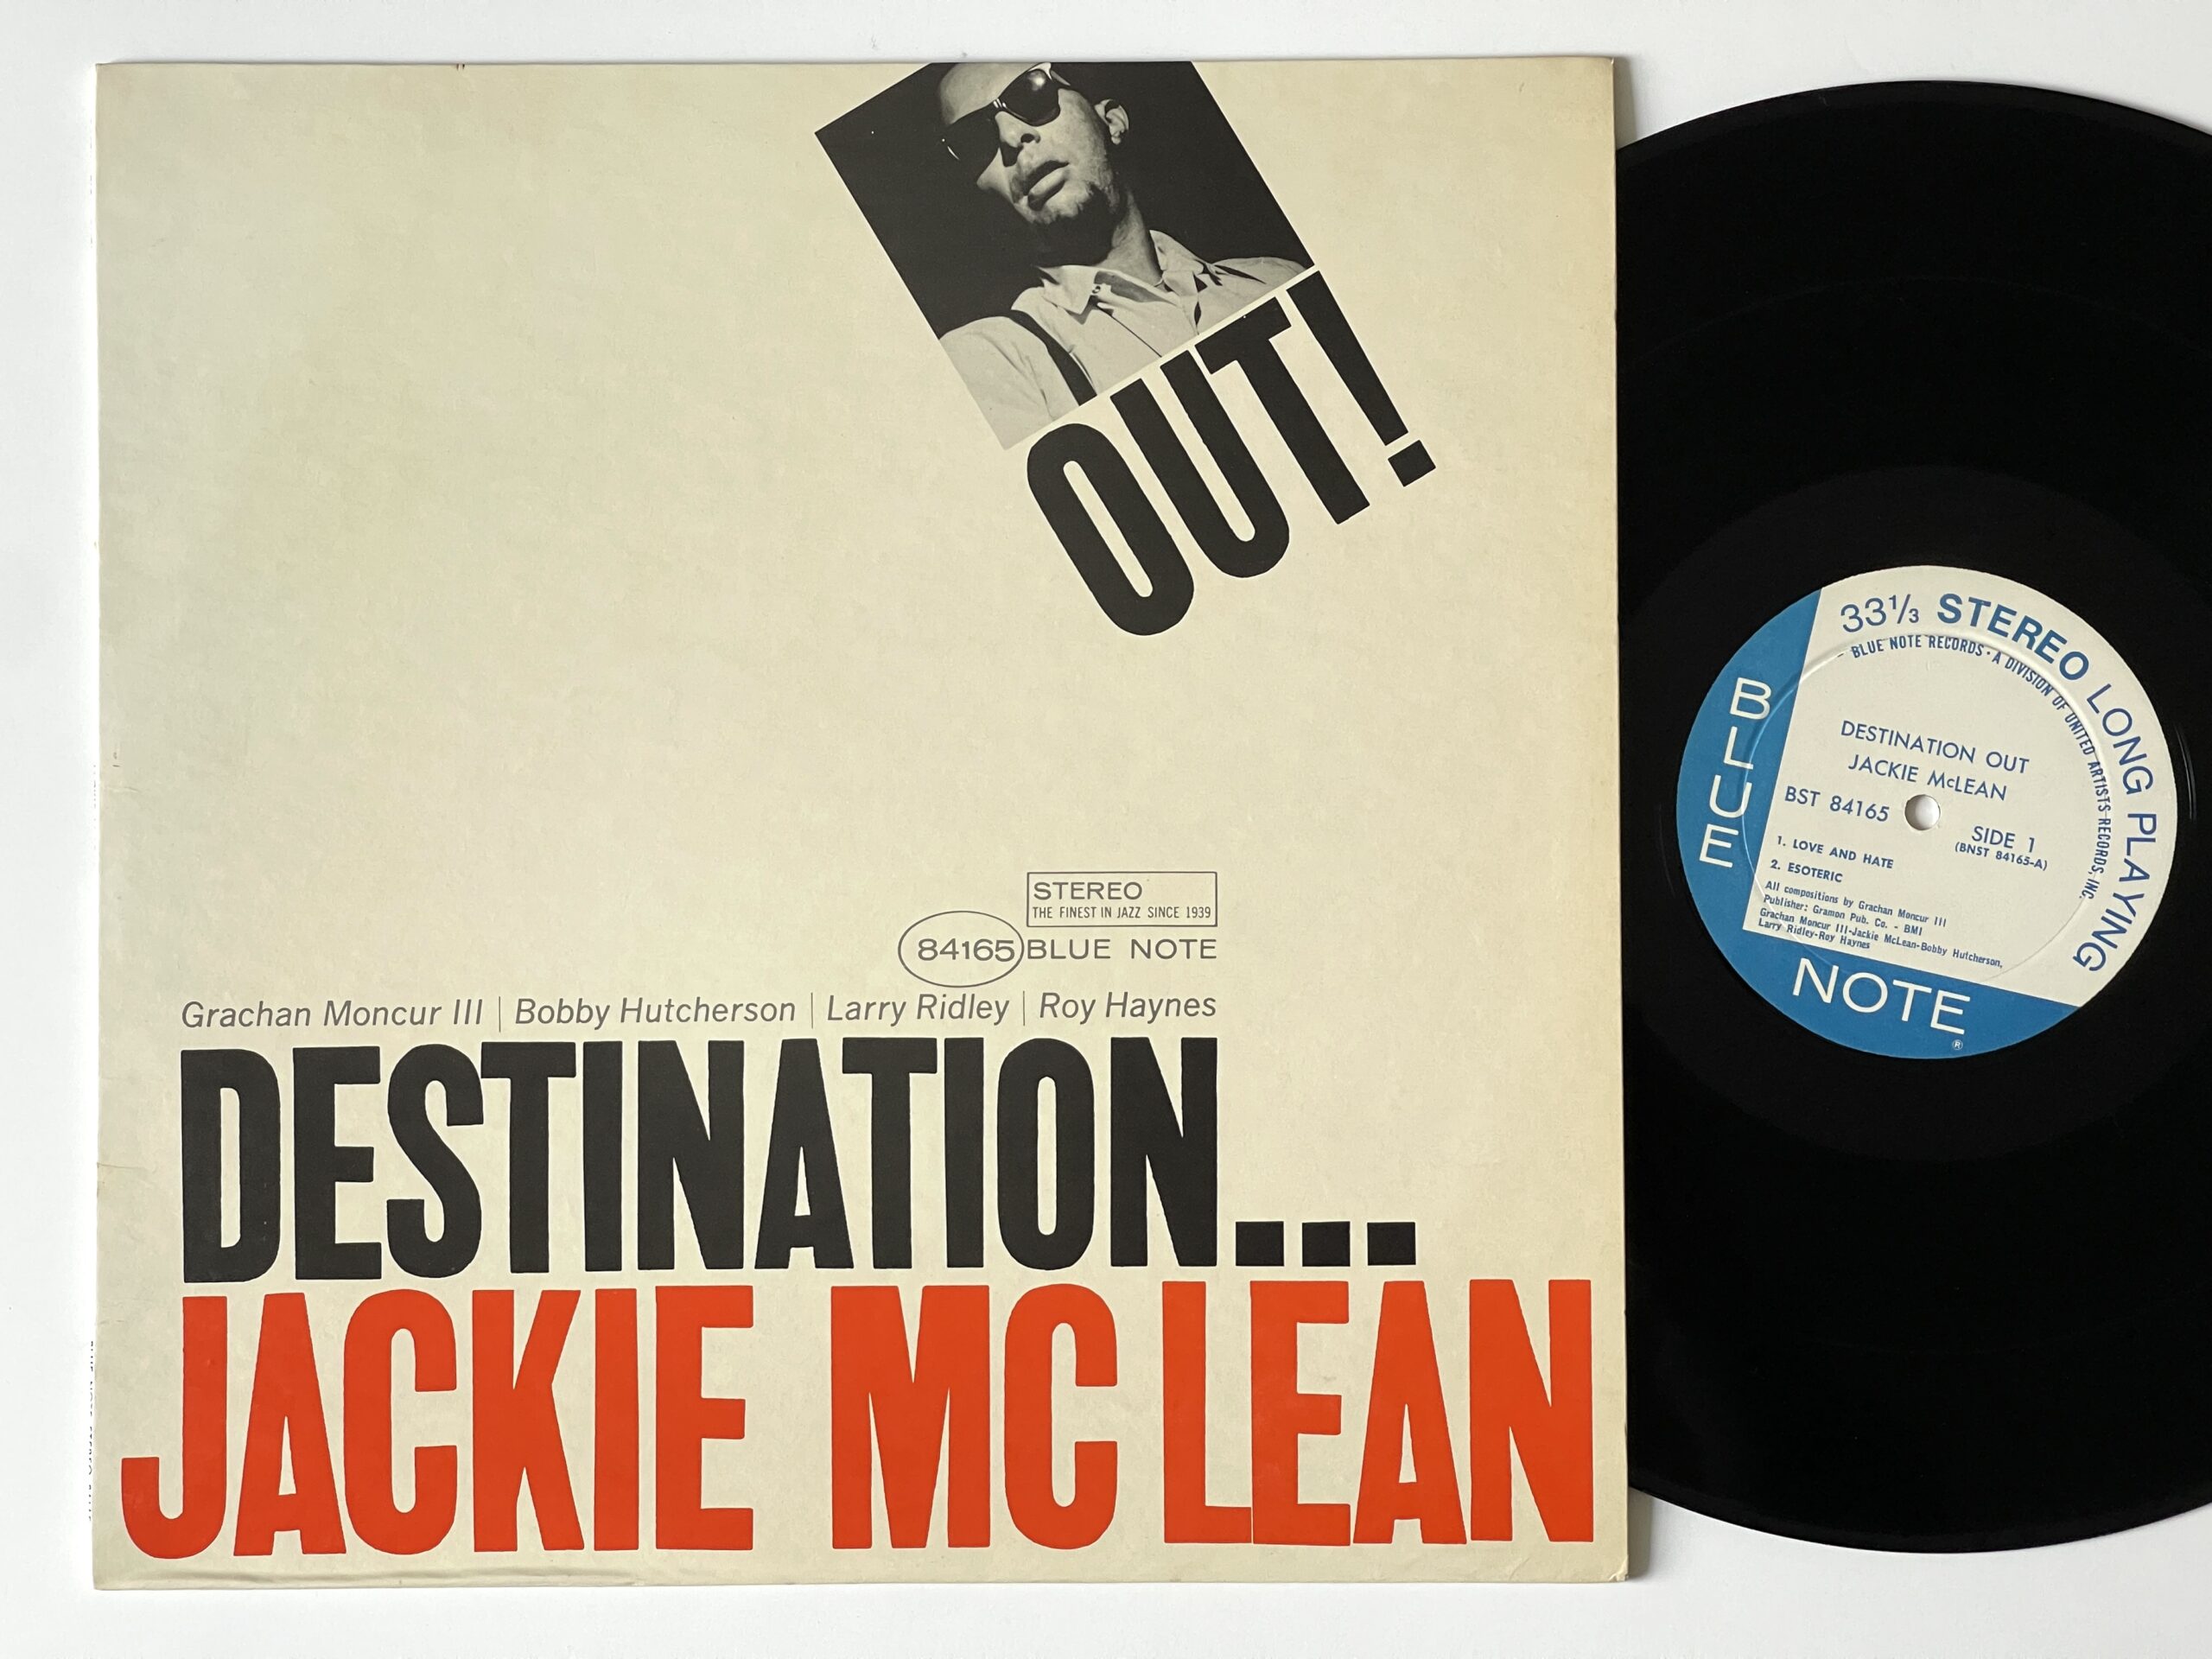 OUT!
STEREO
THE FINEST IN JAZZ SINCE 1939
84165 BLUE NOTE
Grachan Moncur III | Bobby Hutcherson | Larry Ridley | Roy Haynes
DESTINATION...
JACKIE MCLEAN
33 1/3 STEREO LONG PLAYING
BLUE NOTE RECORDS • A DIVISION OF UNITED ARTISTS RECORDS, INC.
BLUE
NOTE
®
DESTINATION OUT
JACKIE McLEAN
BST 84165
SIDE 1
(BNST 84165-A)
1. LOVE AND HATE
2. ESOTERIC
All compositions by Grachan Moncur III
Publisher: Gramon Pub. Co. - BMI
Grachan Moncur III-Jackie McLean-Bobby Hutcherson,
Larry Ridley-Roy Haynes